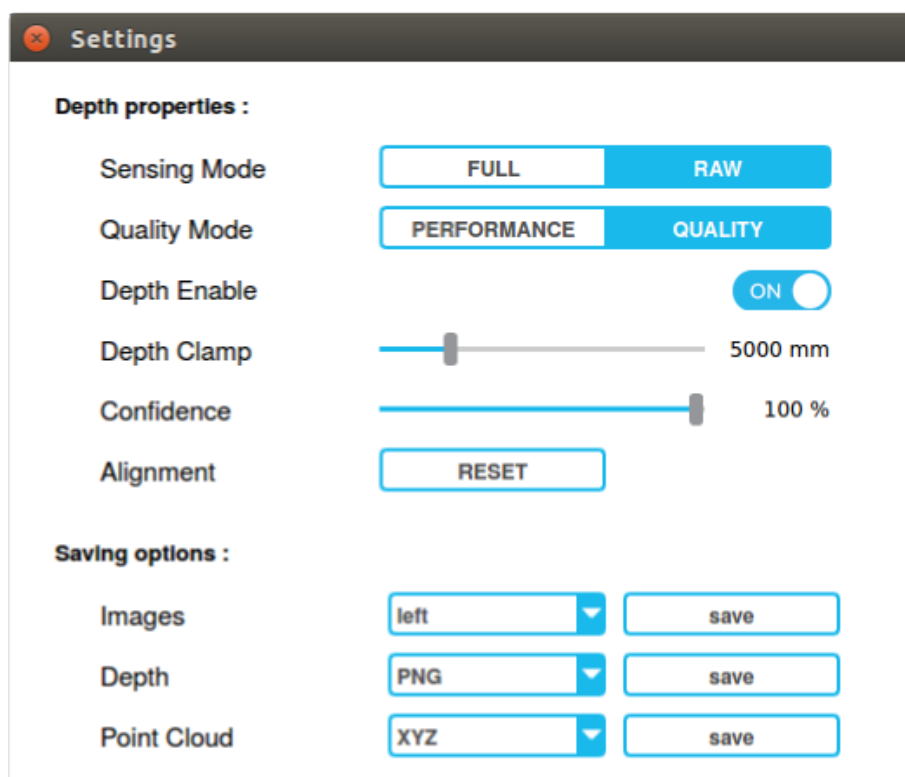 Settings
Depth properties :
Sensing Mode FULL RAW
Quality Mode PERFORMANCE QUALITY
Depth Enable ON
Depth Clamp 5000 mm
Confidence 100 %
Alignment RESET
Saving options :
Images left save
Depth PNG save
Point Cloud XYZ save